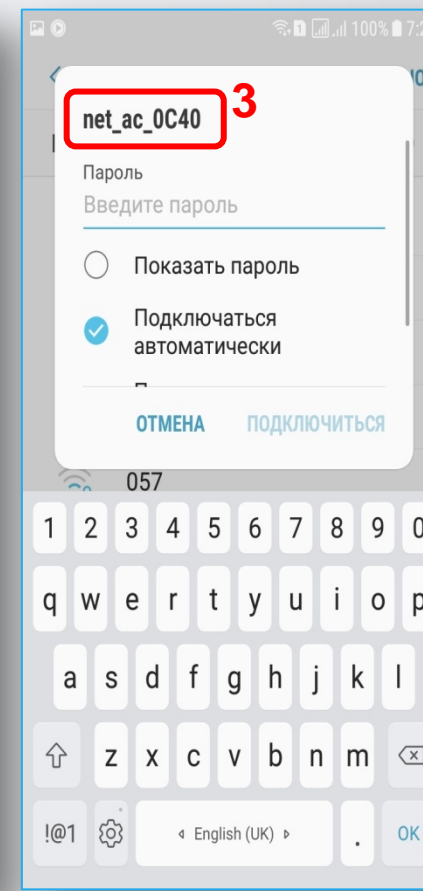 1 100% 7:2
net_ac_0C40 3
Пароль
Введите пароль
Показать пароль
Подключаться
автоматически
ОТМЕНА ПОДКЛЮЧИТЬСЯ
057
1 2 3 4 5 6 7 8 9 0
q w e r t y u i o p
a s d f g h j k l
z x c v b n m
!@1 English (UK) . OK